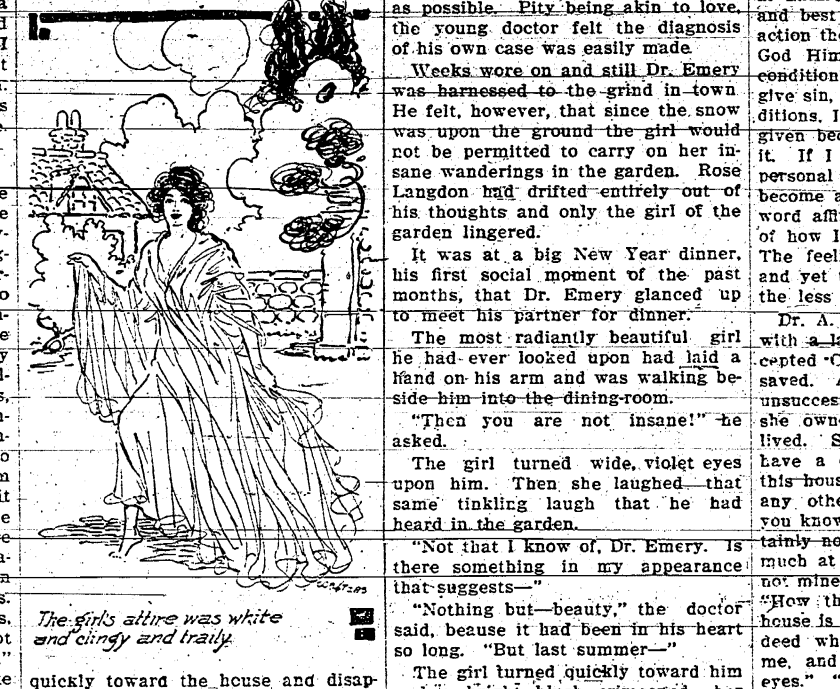 The girl's attire was white
and clingy and traily.
quickly toward the house and disap-
as possible. Pity being akin to love,
the young doctor felt the diagnosis
of his own case was easily made.
Weeks wore on and still Dr. Emery
was harnessed to the grind in town
He felt, however, that since the snow
was upon the ground the girl would
not be permitted to carry on her in-
sane wanderings in the garden. Rose
Langdon had drifted entirely out of
his thoughts and only the girl of the
garden lingered.
It was at a big New Year dinner,
his first social moment of the past
months, that Dr. Emery glanced up
to meet his partner for dinner.
The most radiantly beautiful girl
he had ever looked upon had laid a
hand on his arm and was walking be-
side him into the dining-room.
"Then you are not insane!" he
asked.
The girl turned wide, violet eyes
upon him. Then she laughed that
same tinkling laugh that he had
heard in the garden.
"Not that I know of, Dr. Emery. Is
there something in my appearance
that suggests—"
"Nothing but—beauty," the doctor
said, beause it had been in his heart
so long. "But last summer—"
The girl turned quickly toward him
and best
action the
God Him
condition
give sin,
ditions, I
given bec
it. If I
personal
become a
word affl
of how I
The feel
and yet
the less
Dr. A.
with a la
cepted "C
saved.
unsucces
she own
lived. S
have a
this hous
any othe
you know
tainly no
much at
not mine
"How th
house is
deed wh
me, and
eyes."